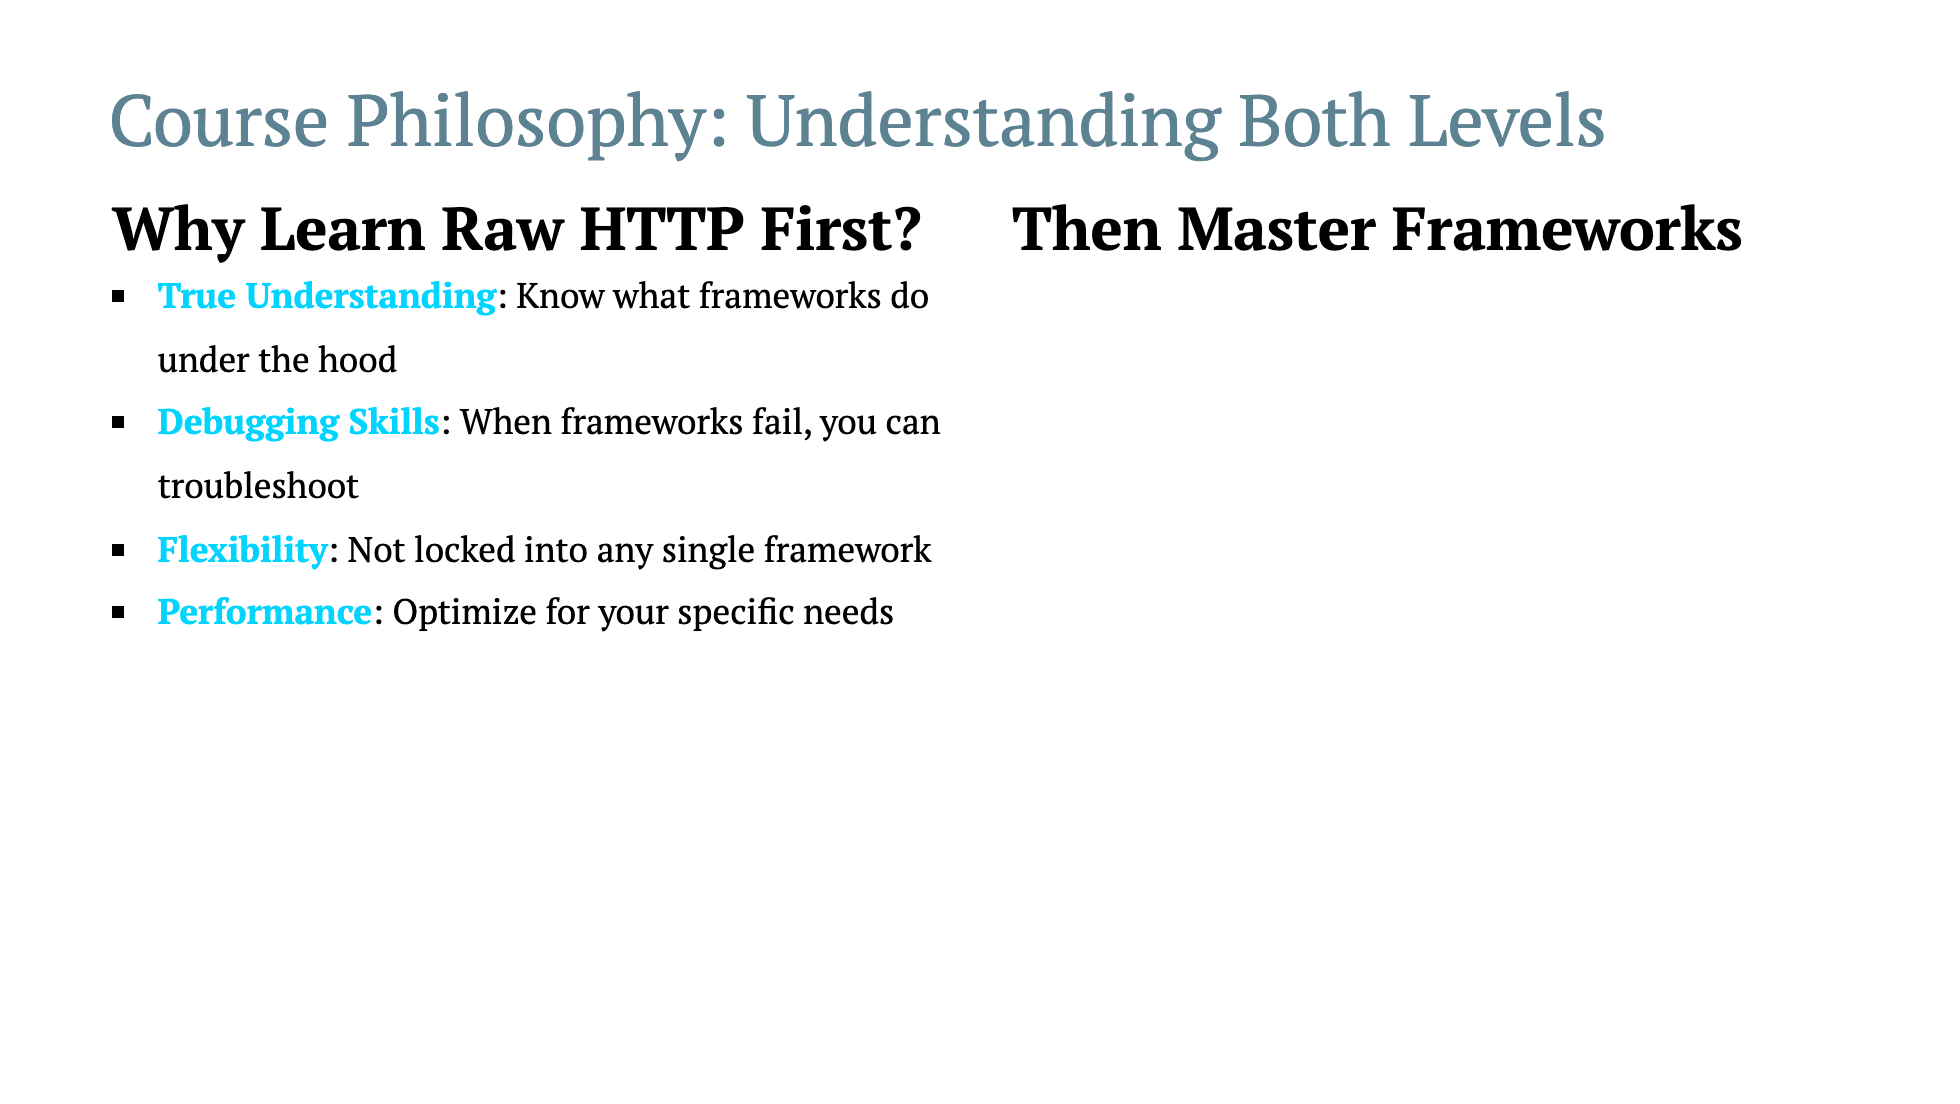 Course Philosophy: Understanding Both Levels
Why Learn Raw HTTP First?
▪ True Understanding: Know what frameworks do
under the hood
▪ Debugging Skills: When frameworks fail, you can
troubleshoot
▪ Flexibility: Not locked into any single framework
▪ Performance: Optimize for your specific needs
Then Master Frameworks